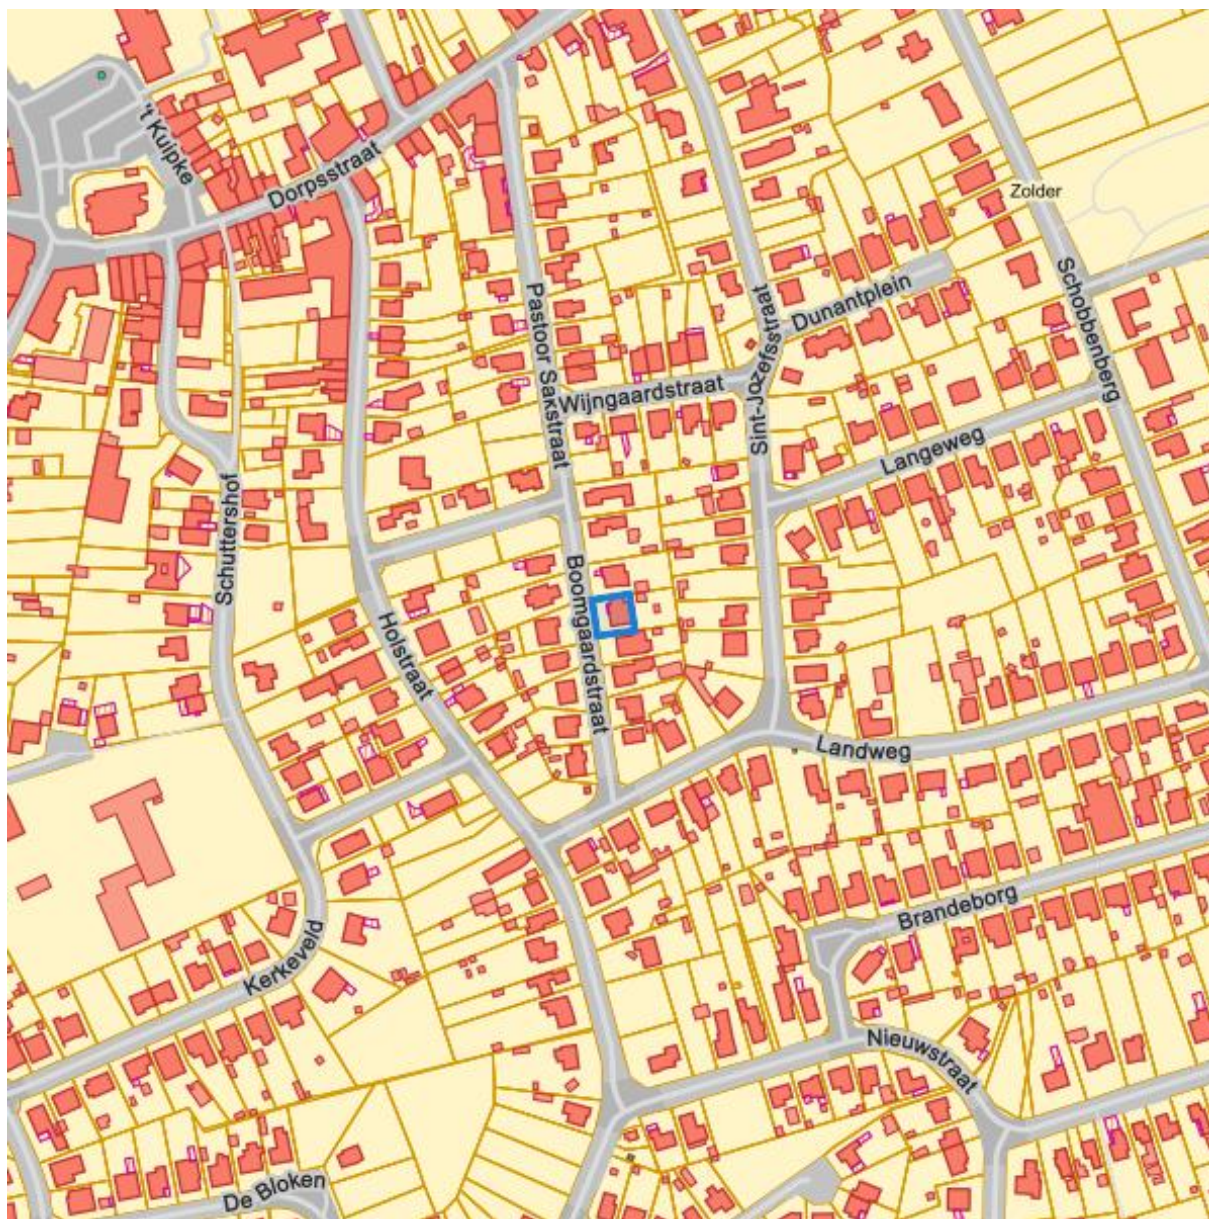 't Kuipke
Dorpsstraat
Zolder
Pastoor Sakstraat
Dunantplein
Schobbenberg
Wijngaardstraat
Sint-Jozefsstraat
Langeweg
Schuttershof
Boomgaardstraat
Holstraat
Landweg
Brandeborg
Kerkeveld
Nieuwstraat
De Bloken